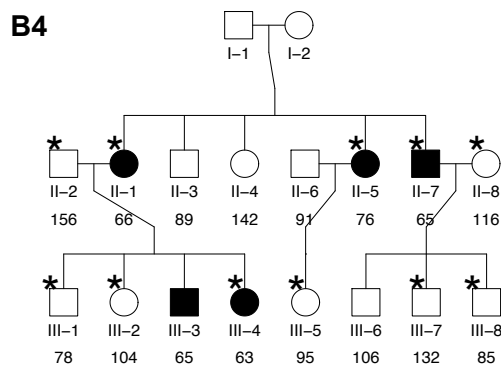 B4
I-1 I-2
* * * * *
II-2 II-1 II-3 II-4 II-6 II-5 II-7 II-8
156 66 89 142 91 76 65 116
* * * * * *
III-1 III-2 III-3 III-4 III-5 III-6 III-7 III-8
78 104 65 63 95 106 132 85